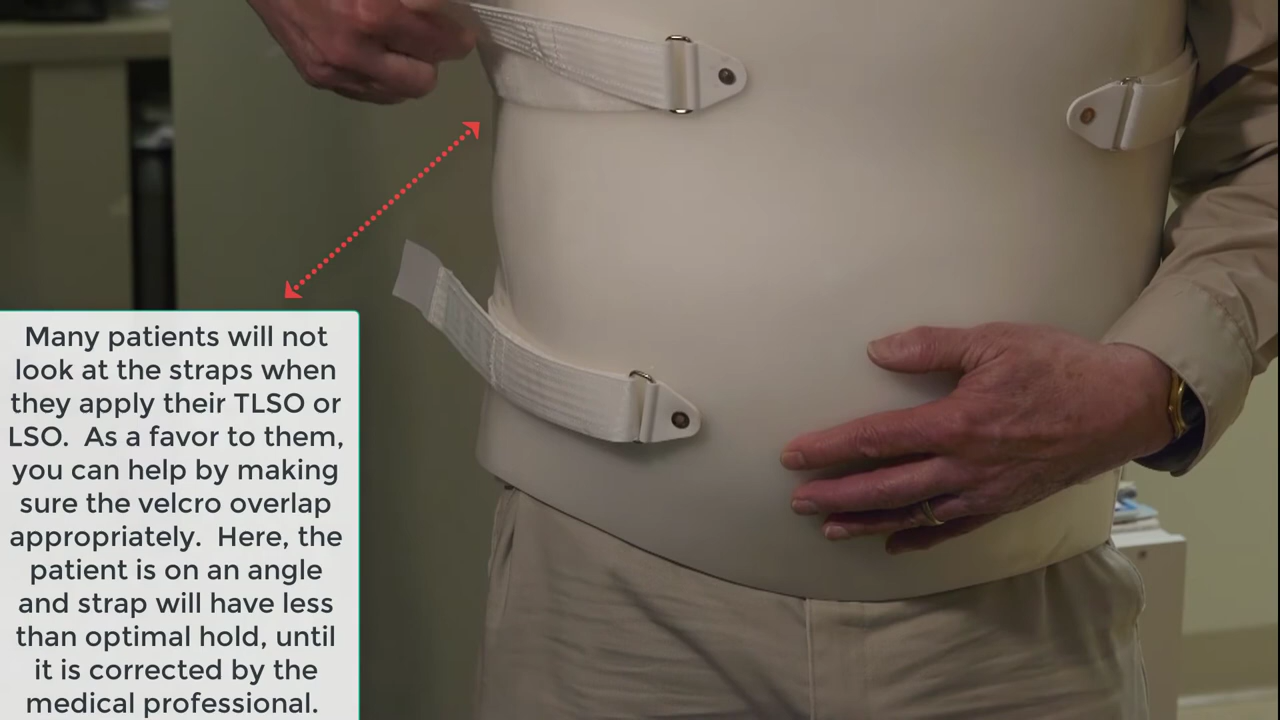 Many patients will not
look at the straps when
they apply their TLSO or
LSO.  As a favor to them,
you can help by making
sure the velcro overlap
appropriately.  Here, the
patient is on an angle
and strap will have less
than optimal hold, until
it is corrected by the
medical professional.